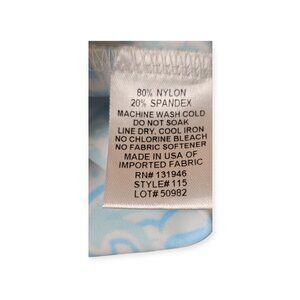 80% NYLON
20% SPANDEX
MACHINE WASH COLD
DO NOT SOAK
LINE DRY, COOL IRON
NO CHLORINE BLEACH
NO FABRIC SOFTENER
MADE IN USA OF
IMPORTED FABRIC
RN# 131946
STYLE# 115
LOT# 50982